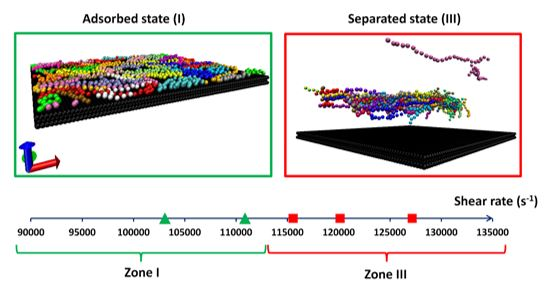 Adsorbed state (I)
Separated state (III)
Shear rate (s⁻¹)
90000 95000 100000 105000 110000 115000 120000 125000 130000 135000
Zone I
Zone III